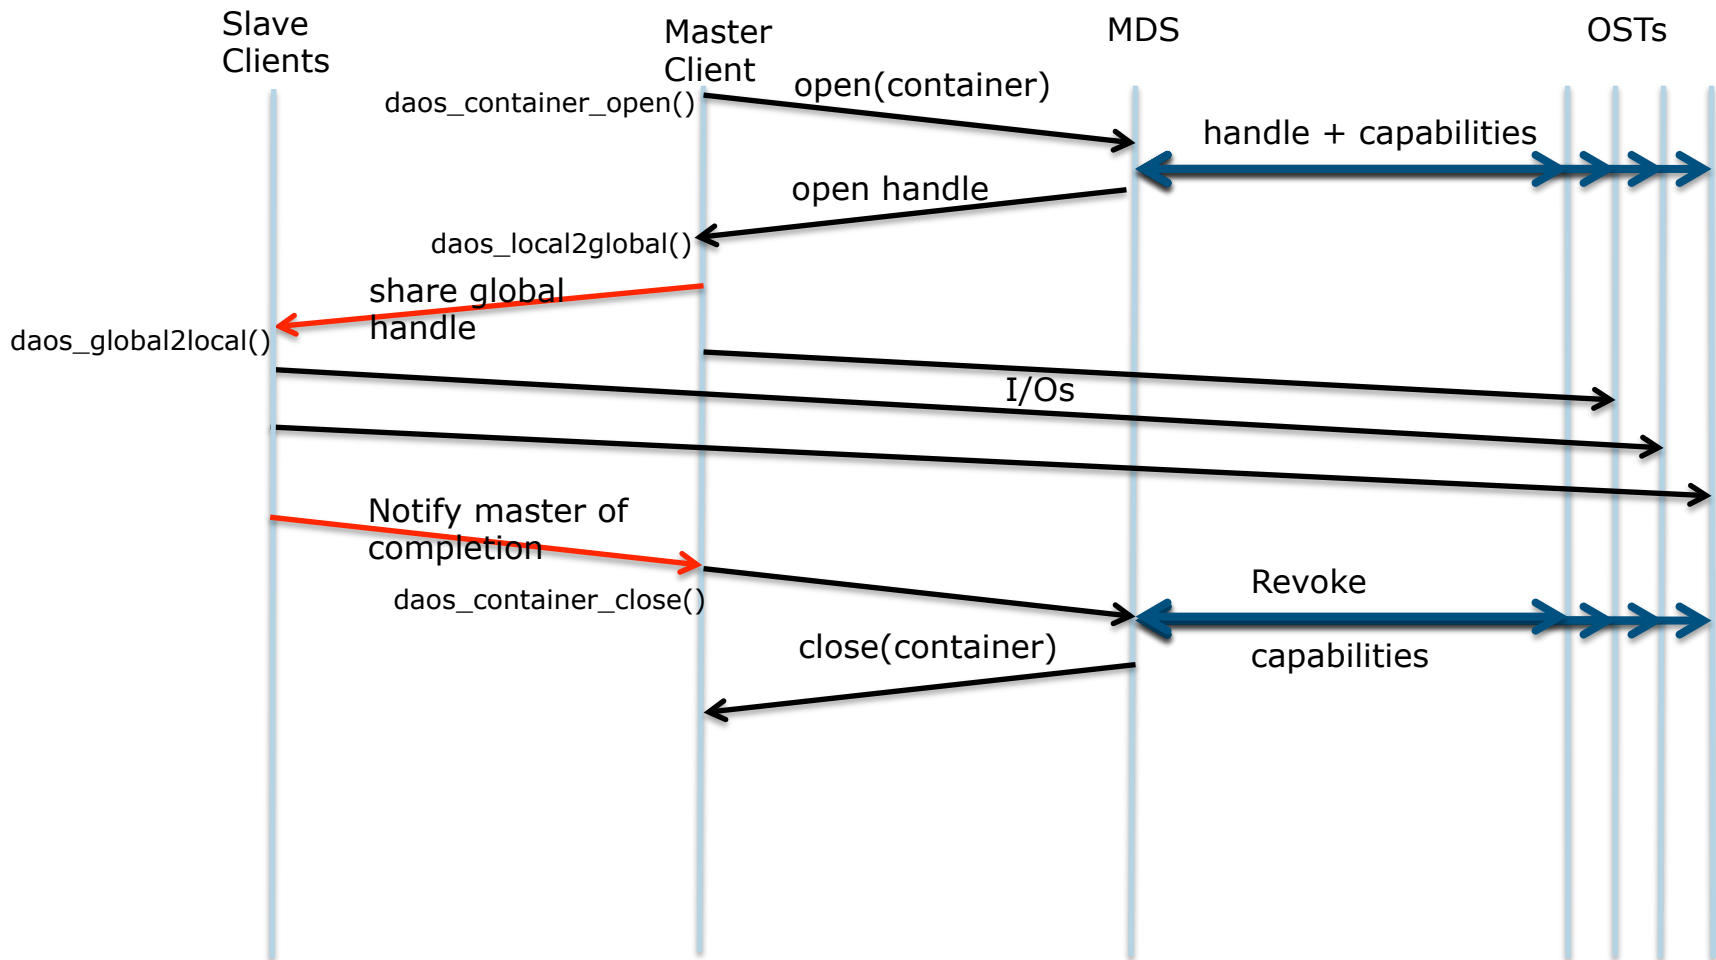 Slave
Clients
Master
Client
MDS
OSTs
open(container)
daos_container_open()
handle + capabilities
open handle
daos_local2global()
share global
handle
daos_global2local()
I/Os
Notify master of
completion
Revoke
daos_container_close()
close(container)
capabilities